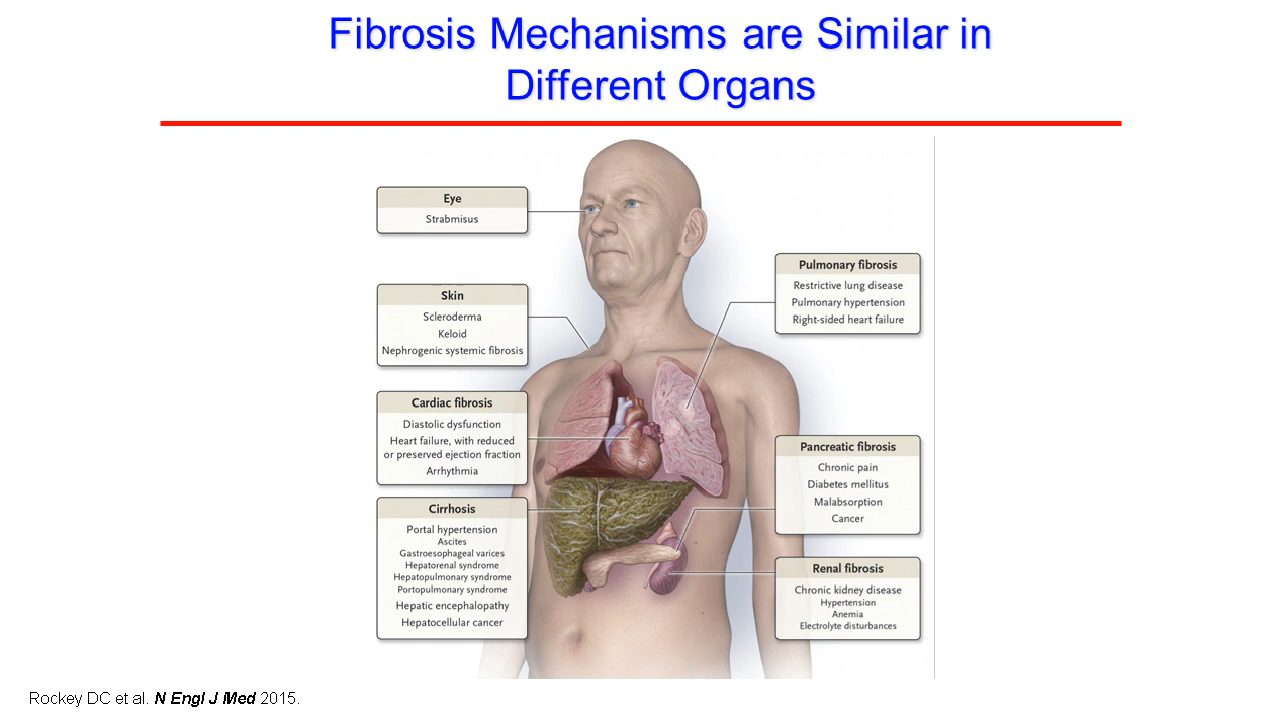 Fibrosis Mechanisms are Similar in
Different Organs
Eye
Strabmisus
Skin
Scleroderma
Keloid
Nephrogenic systemic fibrosis
Cardiac fibrosis
Diastolic dysfunction
Heart failure, with reduced
or preserved ejection fraction
Arrhythmia
Cirrhosis
Portal hypertension
Ascites
Gastroesophageal varices
Hepatorenal syndrome
Hepatopulmonary syndrome
Portopulmonary syndrome
Hepatic encephalopathy
Hepatocellular cancer
Pulmonary fibrosis
Restrictive lung disease
Pulmonary hypertension
Right-sided heart failure
Pancreatic fibrosis
Chronic pain
Diabetes mellitus
Malabsorption
Cancer
Renal fibrosis
Chronic kidney disease
Hypertension
Anemia
Electrolyte disturbances
Rockey DC et al. N Engl J Med 2015.